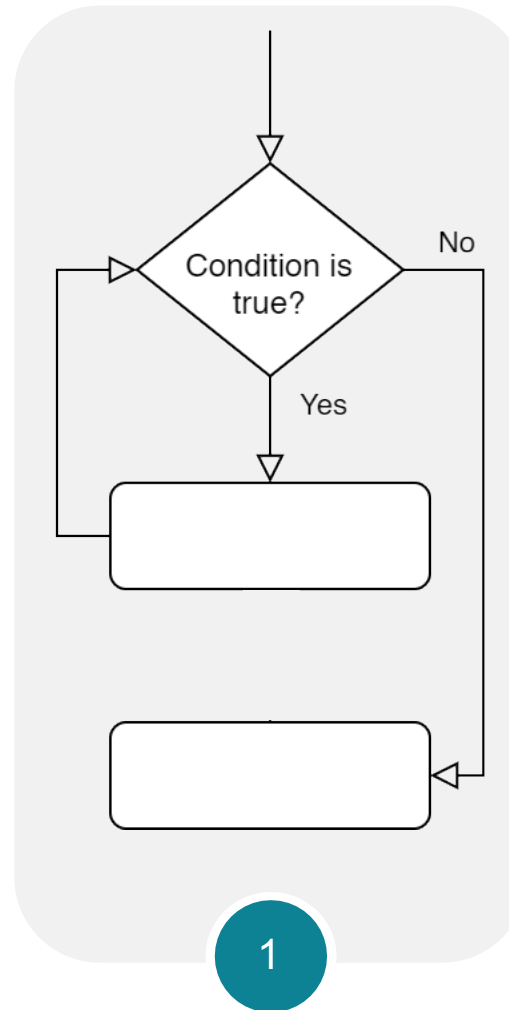 No
Condition is
true?
Yes
1